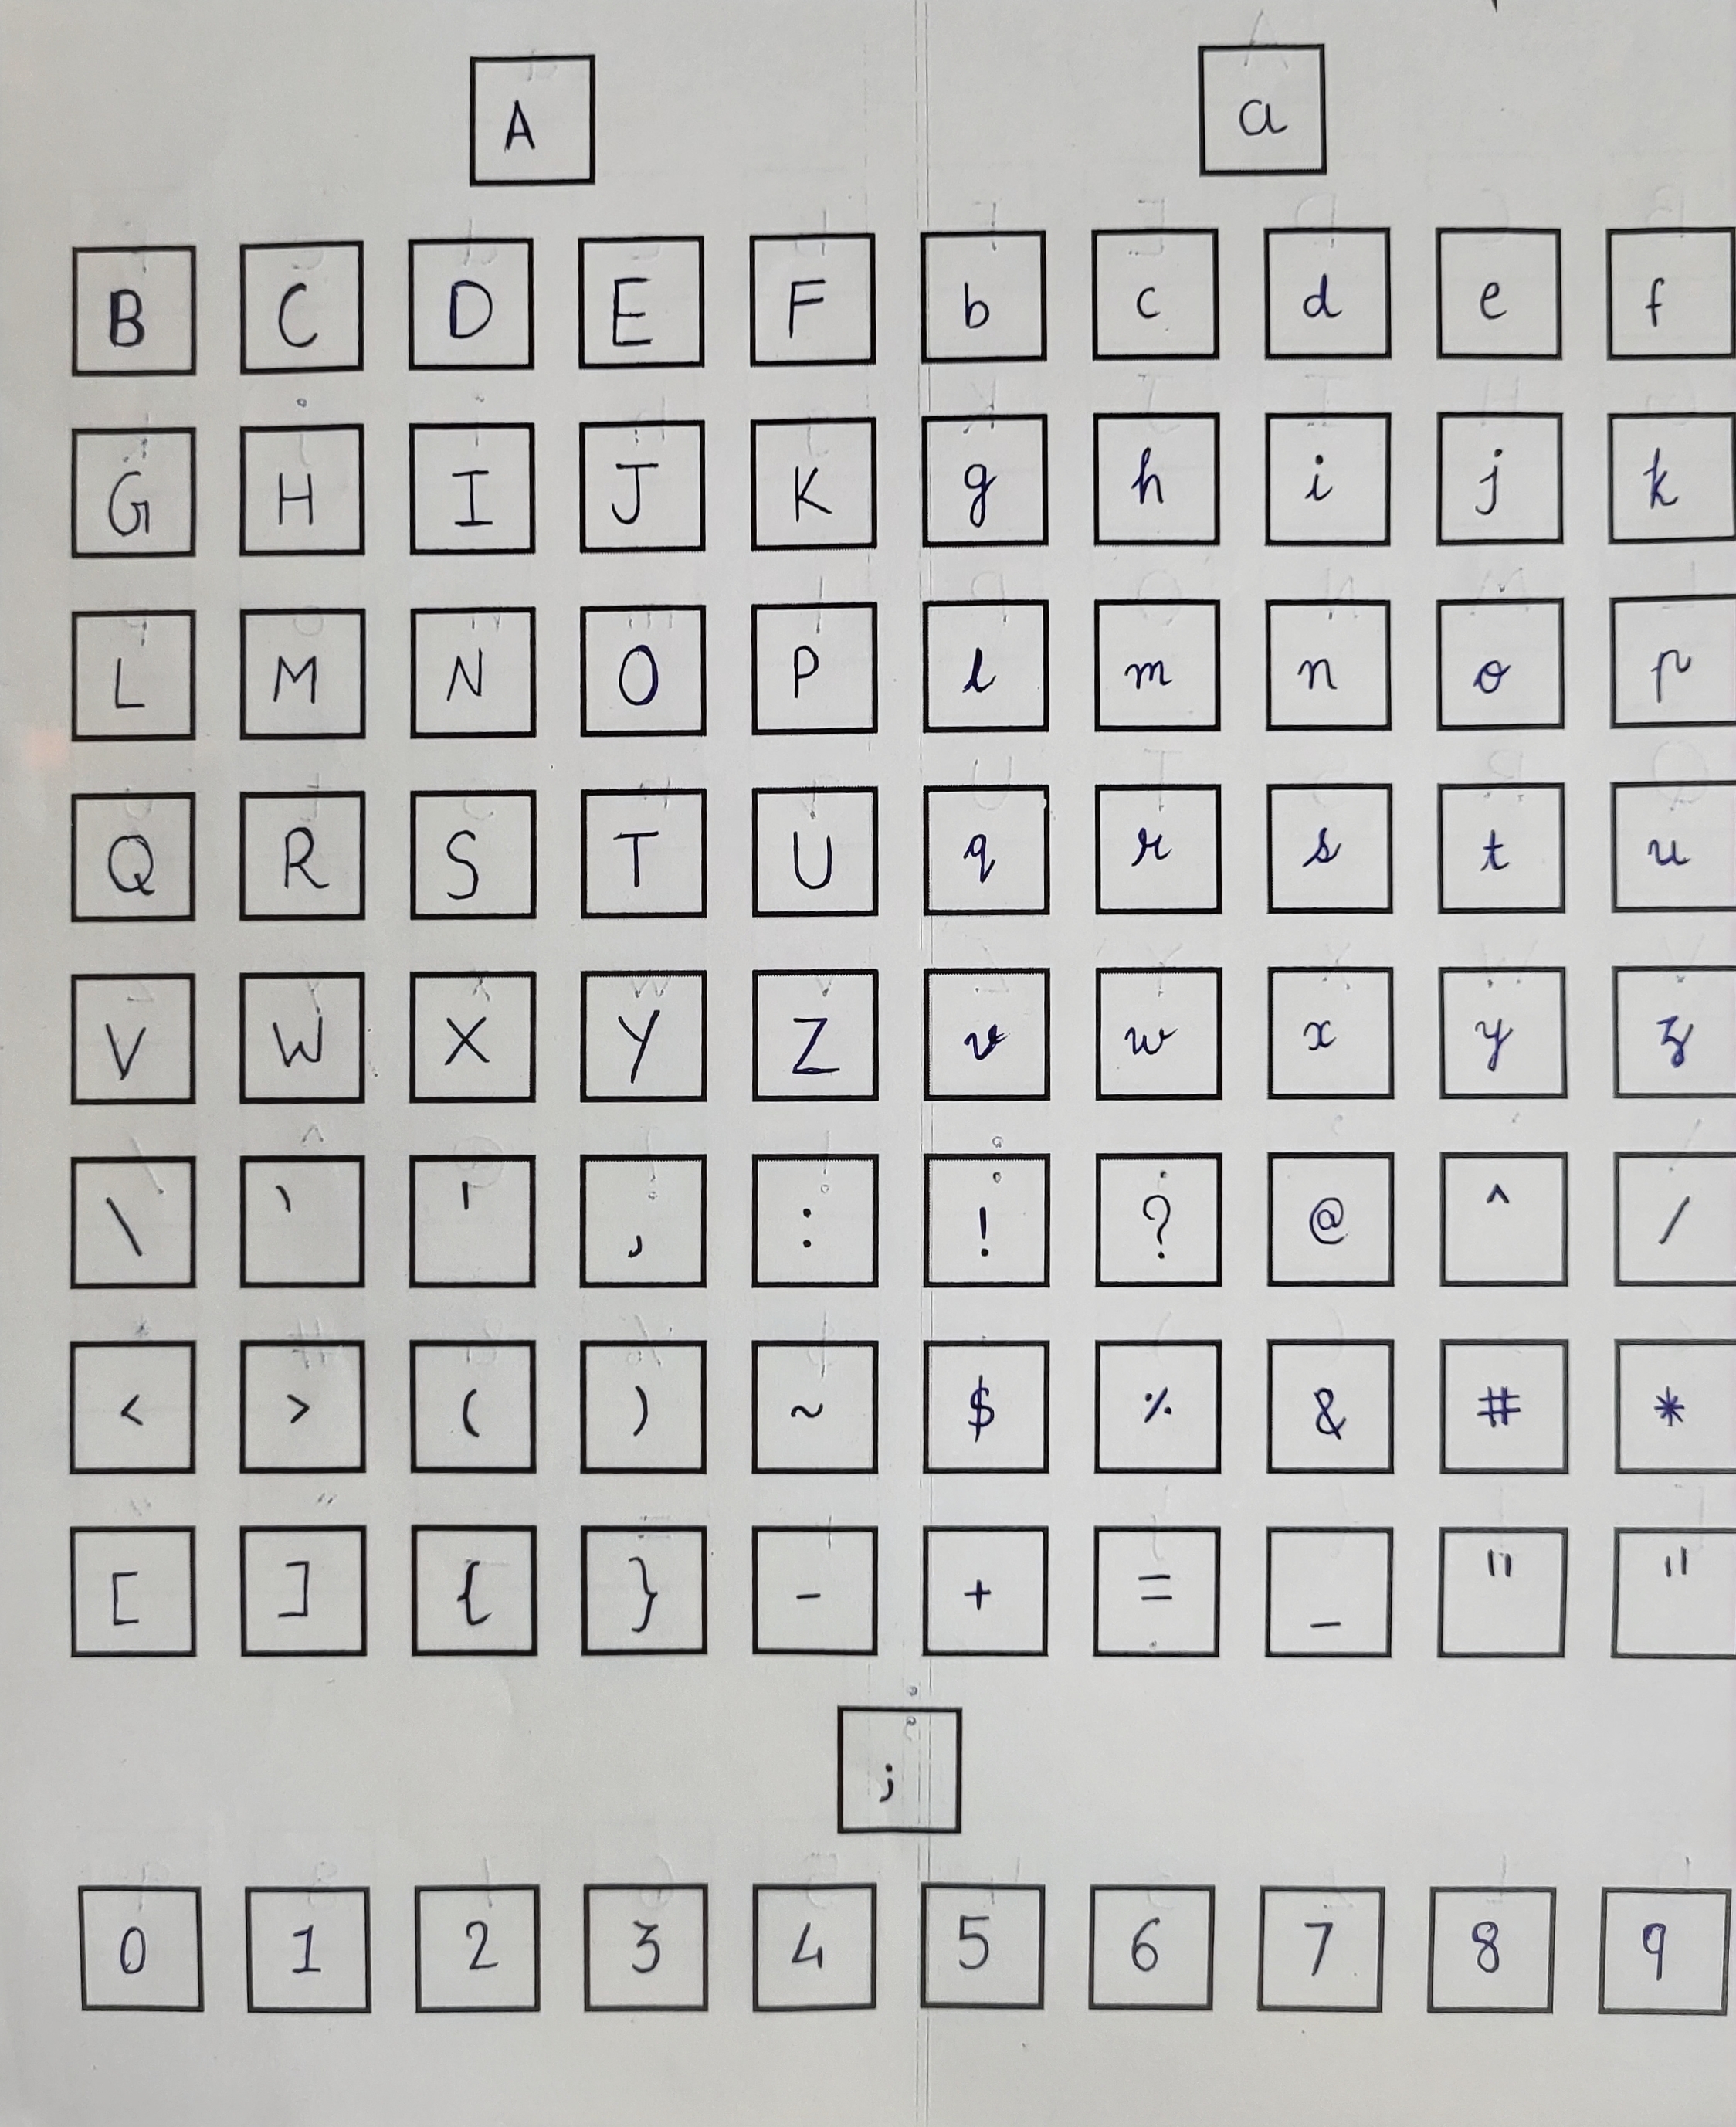 A a
B C D E F b c d e f
G H I J K g h i j k
L M N O P l m n o p
Q R S T U q r s t u
V W X Y Z v w x y z
\ ` ' , : ! ? @ ^ /
< > ( ) ~ $ % & # *
[ ] { } - + = _ " "
;
0 1 2 3 4 5 6 7 8 9